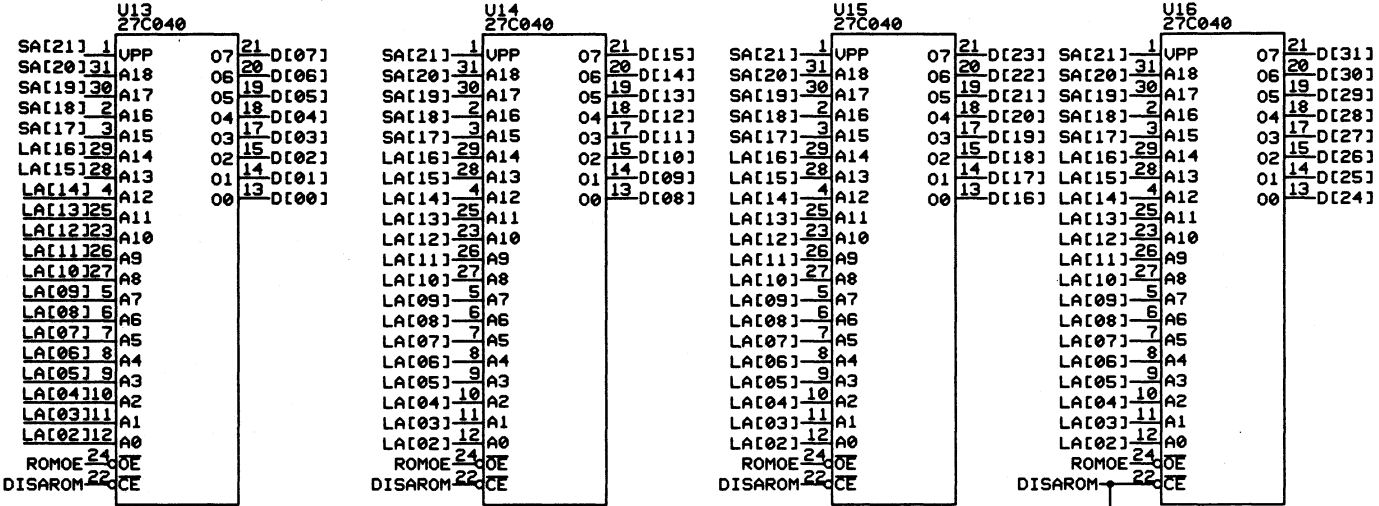 U13 U14 U15 U16
27C040 27C040 27C040 27C040
SA[21] 1 VPP O7 21 D[07] SA[21] 1 VPP O7 21 D[15] SA[21] 1 VPP O7 21 D[23] SA[21] 1 VPP O7 21 D[31]
SA[20] 31 A18 O6 20 D[06] SA[20] 31 A18 O6 20 D[14] SA[20] 31 A18 O6 20 D[22] SA[20] 31 A18 O6 20 D[30]
SA[19] 30 A17 O5 19 D[05] SA[19] 30 A17 O5 19 D[13] SA[19] 30 A17 O5 19 D[21] SA[19] 30 A17 O5 19 D[29]
SA[18] 2 A16 O4 18 D[04] SA[18] 2 A16 O4 18 D[12] SA[18] 2 A16 O4 18 D[20] SA[18] 2 A16 O4 18 D[28]
SA[17] 3 A15 O3 17 D[03] SA[17] 3 A15 O3 17 D[11] SA[17] 3 A15 O3 17 D[19] SA[17] 3 A15 O3 17 D[27]
LA[16] 29 A14 O2 15 D[02] LA[16] 29 A14 O2 15 D[10] LA[16] 29 A14 O2 15 D[18] LA[16] 29 A14 O2 15 D[26]
LA[15] 28 A13 O1 14 D[01] LA[15] 28 A13 O1 14 D[09] LA[15] 28 A13 O1 14 D[17] LA[15] 28 A13 O1 14 D[25]
LA[14] 4 A12 O0 13 D[00] LA[14] 4 A12 O0 13 D[08] LA[14] 4 A12 O0 13 D[16] LA[14] 4 A12 O0 13 D[24]
LA[13] 25 A11 LA[13] 25 A11 LA[13] 25 A11 LA[13] 25 A11
LA[12] 23 A10 LA[12] 23 A10 LA[12] 23 A10 LA[12] 23 A10
LA[11] 26 A9 LA[11] 26 A9 LA[11] 26 A9 LA[11] 26 A9
LA[10] 27 A8 LA[10] 27 A8 LA[10] 27 A8 LA[10] 27 A8
LA[09] 5 A7 LA[09] 5 A7 LA[09] 5 A7 LA[09] 5 A7
LA[08] 6 A6 LA[08] 6 A6 LA[08] 6 A6 LA[08] 6 A6
LA[07] 7 A5 LA[07] 7 A5 LA[07] 7 A5 LA[07] 7 A5
LA[06] 8 A4 LA[06] 8 A4 LA[06] 8 A4 LA[06] 8 A4
LA[05] 9 A3 LA[05] 9 A3 LA[05] 9 A3 LA[05] 9 A3
LA[04] 10 A2 LA[04] 10 A2 LA[04] 10 A2 LA[04] 10 A2
LA[03] 11 A1 LA[03] 11 A1 LA[03] 11 A1 LA[03] 11 A1
LA[02] 12 A0 LA[02] 12 A0 LA[02] 12 A0 LA[02] 12 A0
ROMOE 24 OE ROMOE 24 OE ROMOE 24 OE ROMOE 24 OE
DISAROM 22 CE DISAROM 22 CE DISAROM 22 CE DISAROM 22 CE